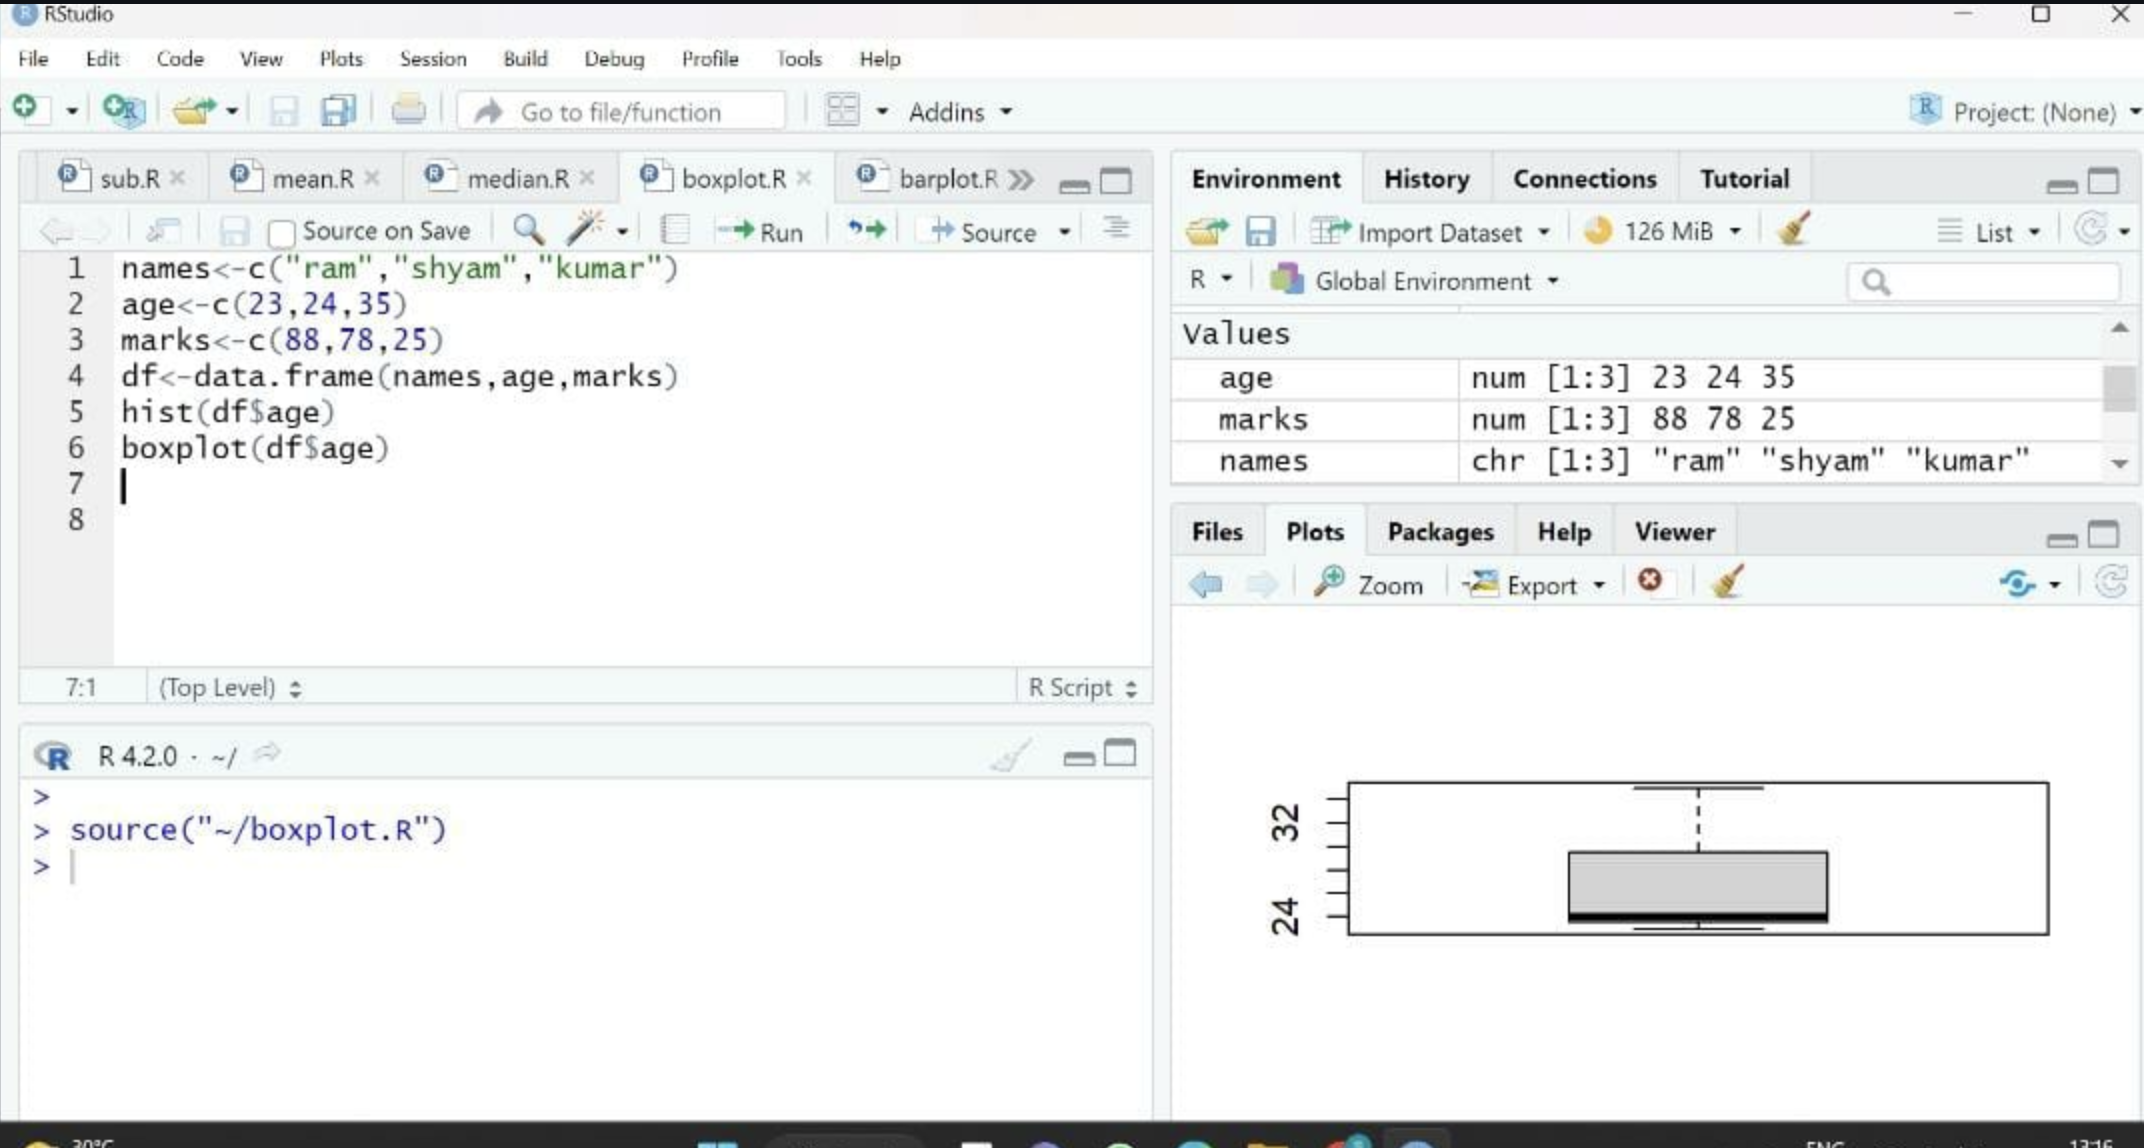 RStudio
File Edit Code View Plots Session Build Debug Profile Tools Help
Go to file/function Addins Project: (None)
sub.R mean.R median.R boxplot.R barplot.R
Source on Save Run Source
1 names<-c("ram","shyam","kumar")
2 age<-c(23,24,35)
3 marks<-c(88,78,25)
4 df<-data.frame(names,age,marks)
5 hist(df$age)
6 boxplot(df$age)
7
8
7:1 (Top Level) R Script
R 4.2.0 · ~/
>
> source("~/boxplot.R")
>
Environment History Connections Tutorial
Import Dataset 126 MiB List
R Global Environment
Values
age num [1:3] 23 24 35
marks num [1:3] 88 78 25
names chr [1:3] "ram" "shyam" "kumar"
Files Plots Packages Help Viewer
Zoom Export
32
24
30°C
ENG 13:16